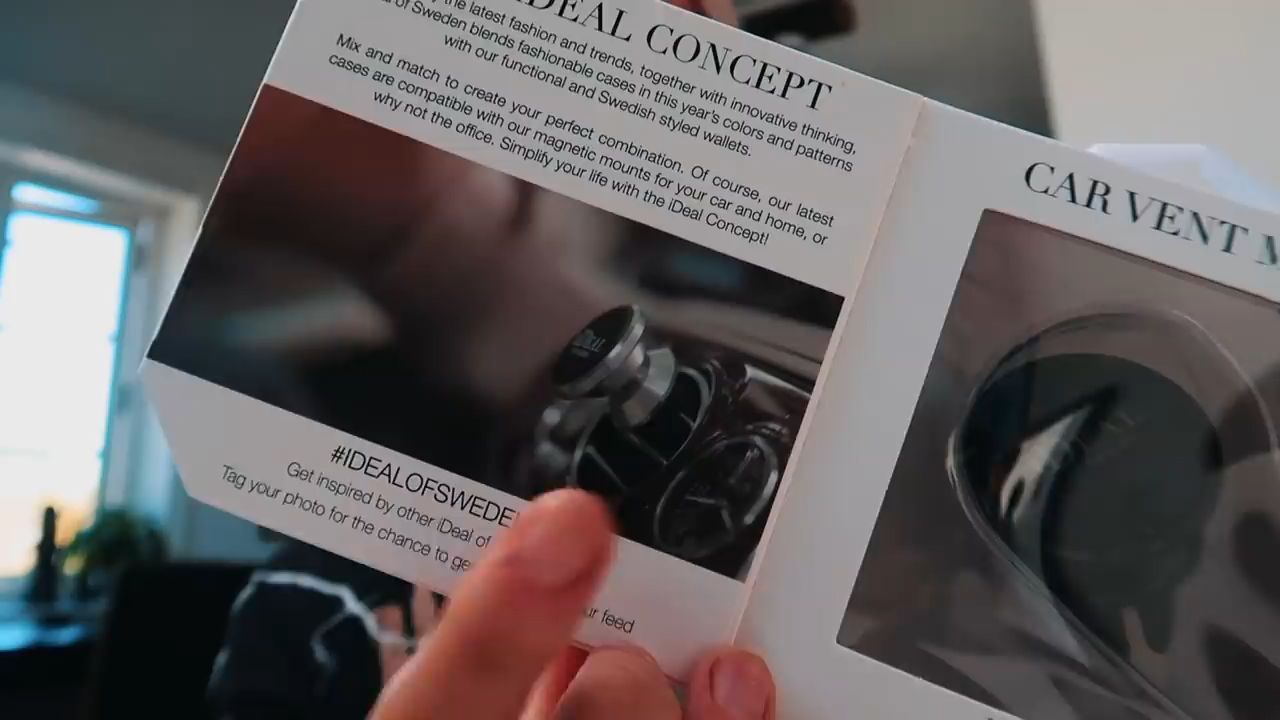 IDEAL CONCEPT
the latest fashion and trends, together with innovative thinking,
of Sweden blends fashionable cases in this year's colors and patterns
with our functional and Swedish styled wallets.
Mix and match to create your perfect combination. Of course, our latest
cases are compatible with our magnetic mounts for your car and home, or
why not the office. Simplify your life with the iDeal Concept!
#IDEALOFSWEDE
Get inspired by other iDeal of
Tag your photo for the chance to ge
ur feed
CAR VENT M